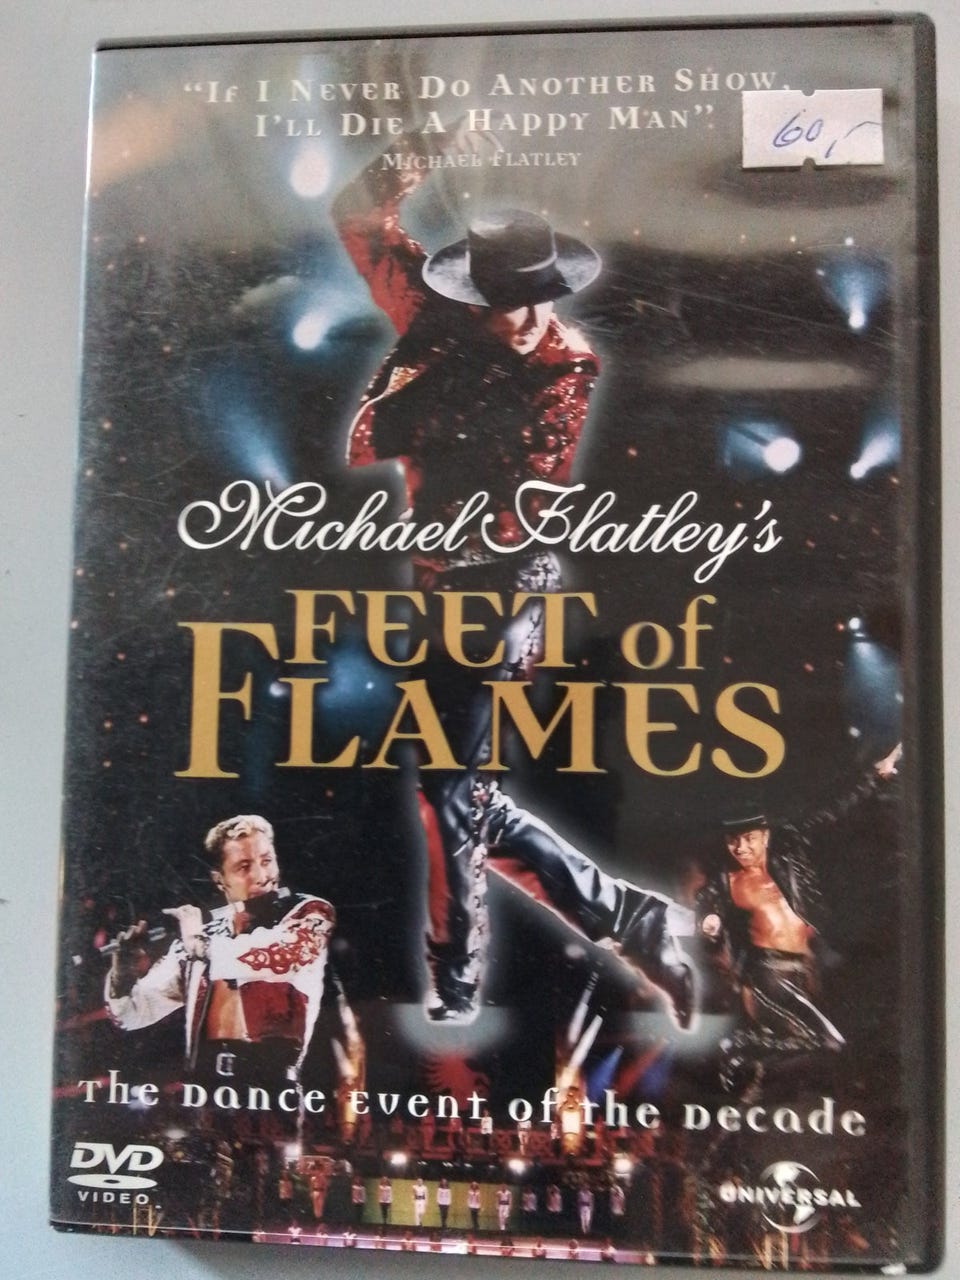 “If I Never Do Another Show,
I'll Die A Happy Man”
Michael Flatley
60,-
Michael Flatley's
FEET of
FLAMES
The Dance Event of the Decade
DVD
VIDEO
UNIVERSAL